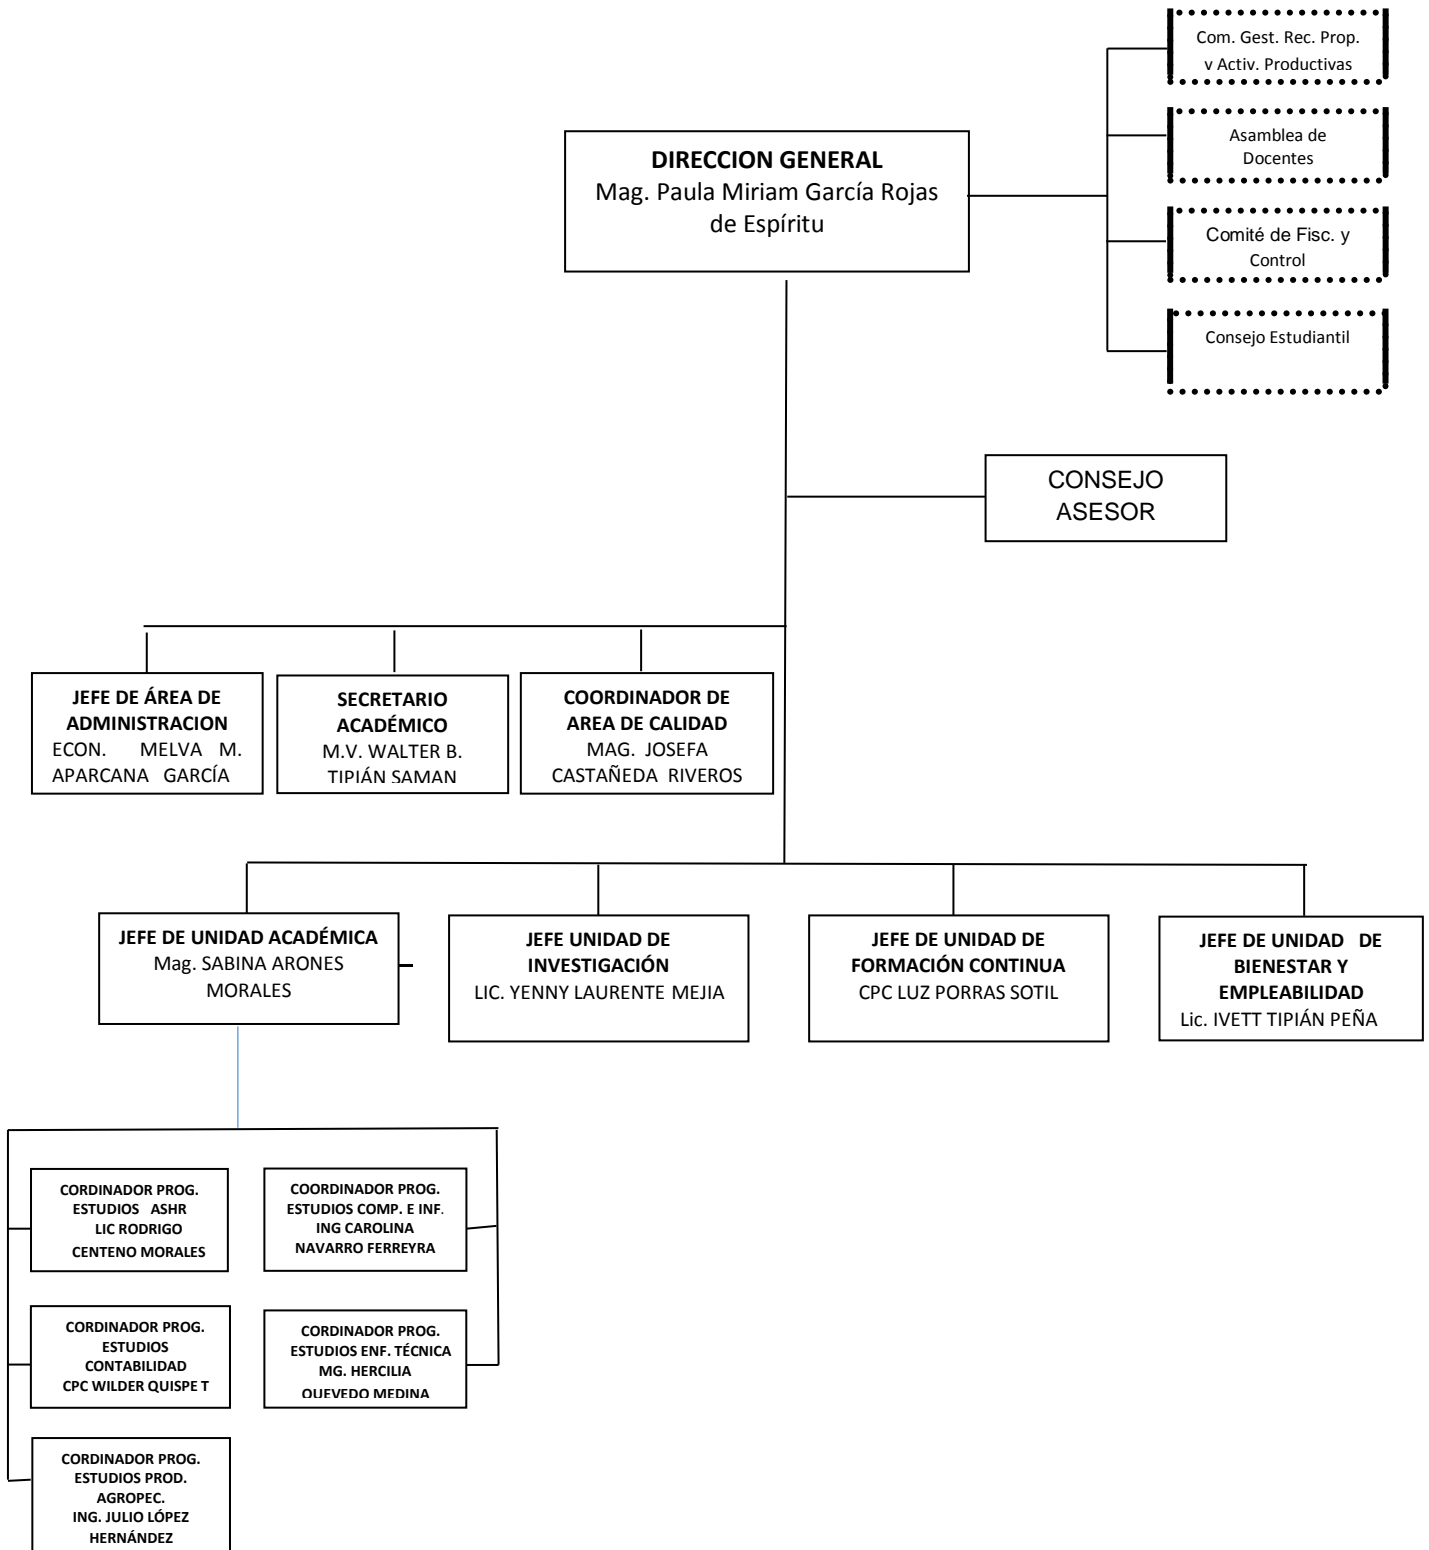 Com. Gest. Rec. Prop.
y Activ. Productivas
Asamblea de
Docentes
DIRECCION GENERAL
Mag. Paula Miriam García Rojas
de Espíritu
Comité de Fisc. y
Control
Consejo Estudiantil
CONSEJO
ASESOR
JEFE DE ÁREA DE
ADMINISTRACION
ECON. MELVA M.
APARCANA GARCÍA
SECRETARIO
ACADÉMICO
M.V. WALTER B.
TIPIÁN SAMAN
COORDINADOR DE
AREA DE CALIDAD
MAG. JOSEFA
CASTAÑEDA RIVEROS
JEFE DE UNIDAD ACADÉMICA
Mag. SABINA ARONES
MORALES
JEFE UNIDAD DE
INVESTIGACIÓN
LIC. YENNY LAURENTE MEJIA
JEFE DE UNIDAD DE
FORMACIÓN CONTINUA
CPC LUZ PORRAS SOTIL
JEFE DE UNIDAD DE
BIENESTAR Y
EMPLEABILIDAD
Lic. IVETT TIPIÁN PEÑA
CORDINADOR PROG.
ESTUDIOS ASHR
LIC RODRIGO
CENTENO MORALES
COORDINADOR PROG.
ESTUDIOS COMP. E INF.
ING CAROLINA
NAVARRO FERREYRA
CORDINADOR PROG.
ESTUDIOS
CONTABILIDAD
CPC WILDER QUISPE T
CORDINADOR PROG.
ESTUDIOS ENF. TÉCNICA
MG. HERCILIA
QUEVEDO MEDINA
CORDINADOR PROG.
ESTUDIOS PROD.
AGROPEC.
ING. JULIO LÓPEZ
HERNÁNDEZ